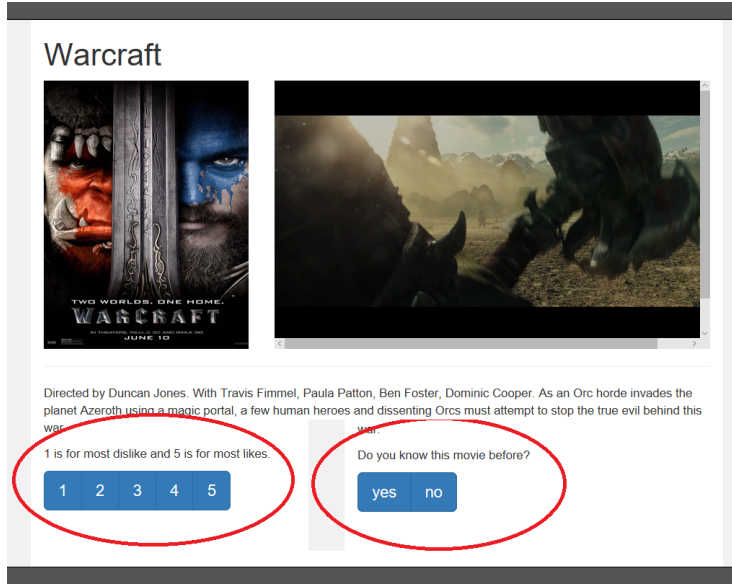 Warcraft
TWO WORLDS. ONE HOME.
WARCRAFT
JUNE 10
Directed by Duncan Jones. With Travis Fimmel, Paula Patton, Ben Foster, Dominic Cooper. As an Orc horde invades the
planet Azeroth using a magic portal, a few human heroes and dissenting Orcs must attempt to stop the true evil behind this
war.
war.
1 is for most dislike and 5 is for most likes.
Do you know this movie before?
1 2 3 4 5
yes no